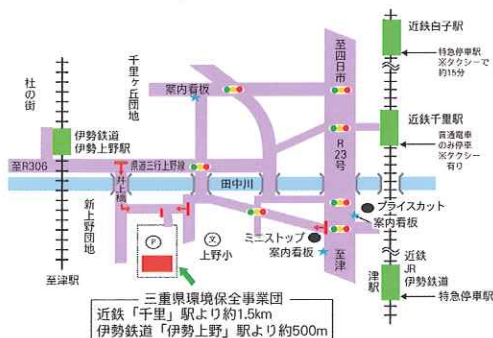 近鉄白子駅
特急停車駅
※タクシーで
約15分
至四日市
千里ヶ丘団地
杜の街
案内看板
近鉄千里駅
普通電車
のみ停車
※タクシー
有り
伊勢鉄道
伊勢上野駅
R23号
至R306
県道三行上野線
井上橋
田中川
新上野団地
P
文
上野小
プライスカット
案内看板
ミニストップ
案内看板
至津
至津駅
津駅
近鉄
JR
伊勢鉄道
特急停車駅
三重県環境保全事業団
近鉄「千里」駅より約1.5km
伊勢鉄道「伊勢上野」駅より約500m